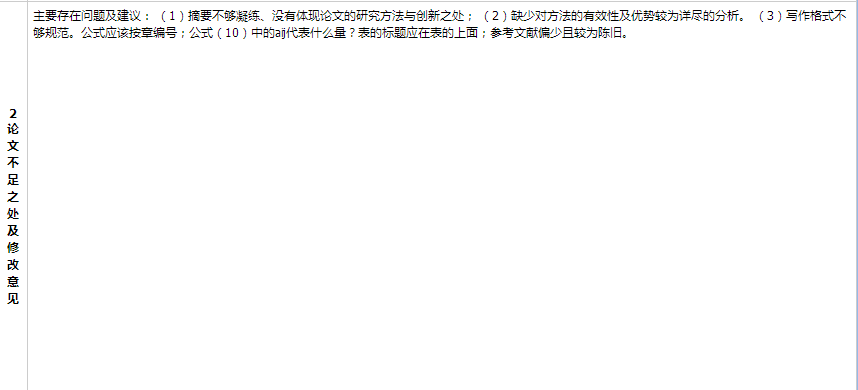 主要存在问题及建议：（1）摘要不够凝练、没有体现论文的研究方法与创新之处；（2）缺少对方法的有效性及优势较为详尽的分析。（3）写作格式不
够规范。公式应该按章编号；公式（10）中的aij代表什么量？表的标题应在表的上面；参考文献偏少且较为陈旧。
2
论
文
不
足
之
处
及
修
改
意
见